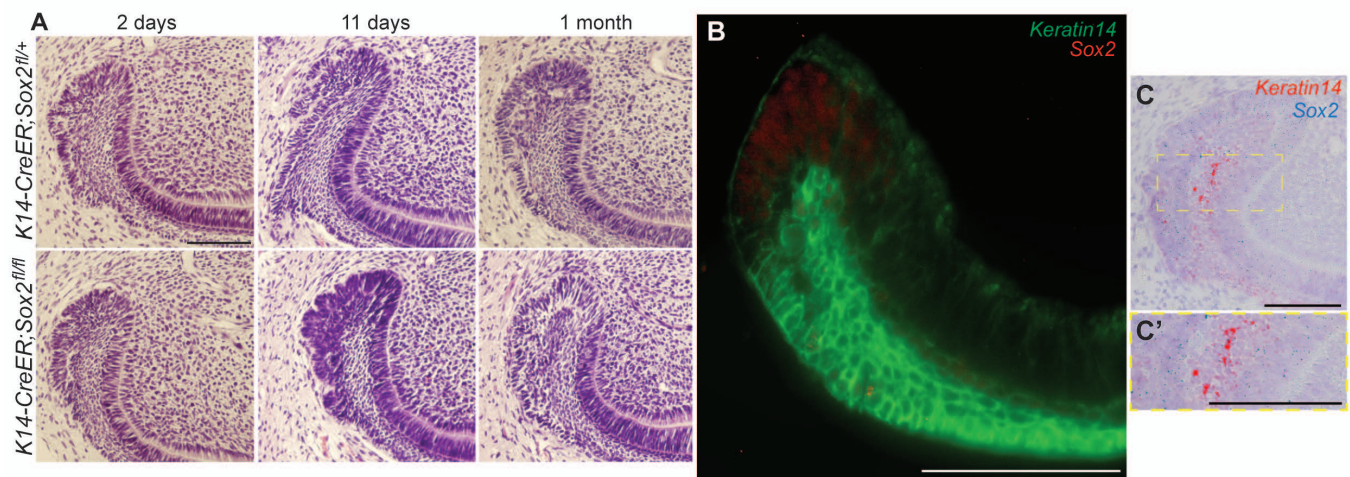 A
2 days
11 days
1 month
K14-CreER;Sox2fl/+
K14-CreER;Sox2fl/fl
B
Keratin14
Sox2
C
Keratin14
Sox2
C’